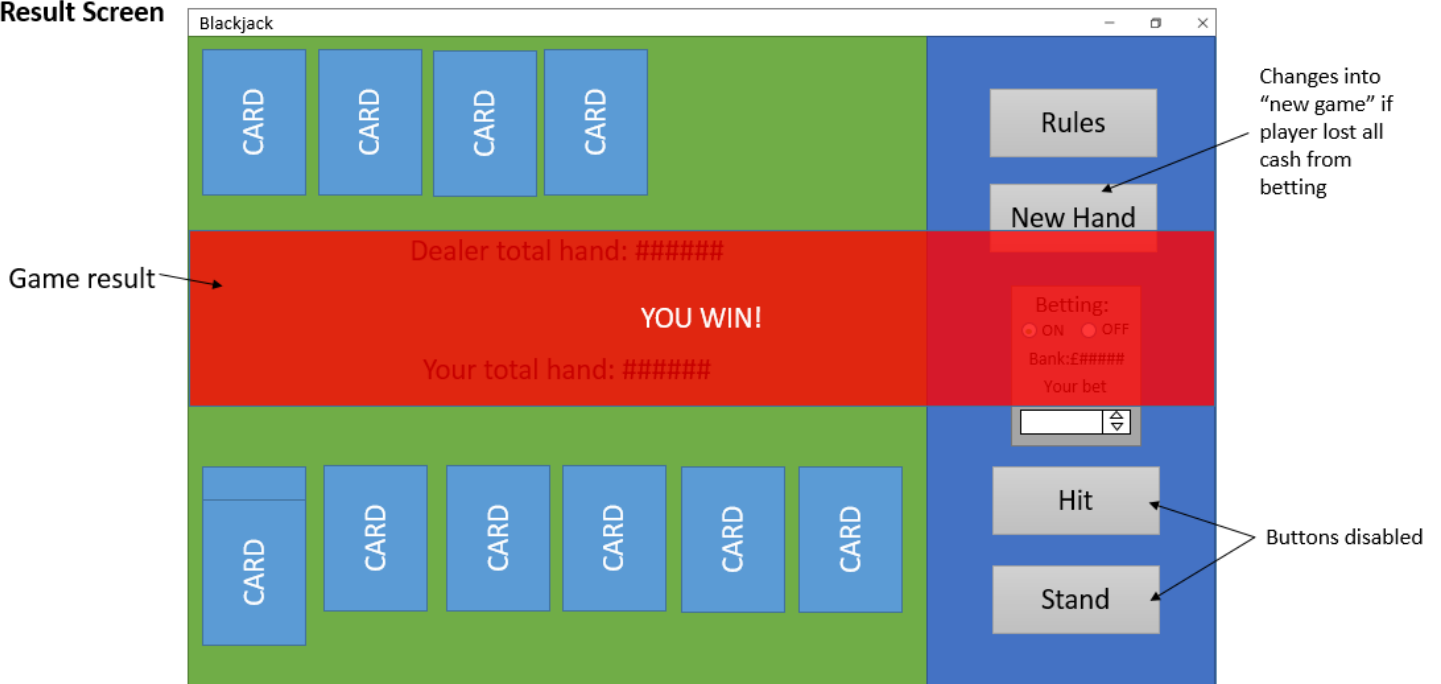 Result Screen
Blackjack
CARD
CARD
CARD
CARD
Rules
New Hand
Changes into
“new game” if
player lost all
cash from
betting
Game result
Dealer total hand: ######
YOU WIN!
Your total hand: ######
Betting:
ON OFF
Bank:£#####
Your bet
CARD
CARD
CARD
CARD
CARD
CARD
Hit
Stand
Buttons disabled